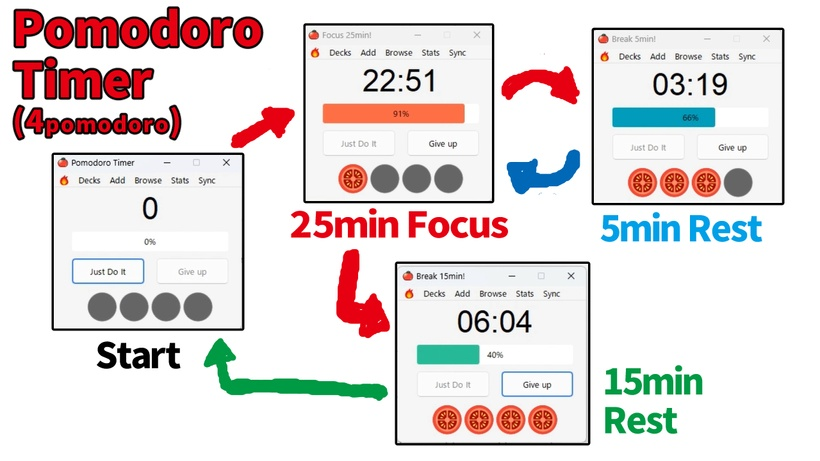 Pomodoro
Timer
(4pomodoro)
Focus 25min!
Decks Add Browse Stats Sync
22:51
91%
Just Do It Give up
25min Focus
Break 5min!
Decks Add Browse Stats Sync
03:19
66%
Just Do It Give up
5min Rest
Pomodoro Timer
Decks Add Browse Stats Sync
0
0%
Just Do It Give up
Start
Break 15min!
Decks Add Browse Stats Sync
06:04
40%
Just Do It Give up
15min
Rest